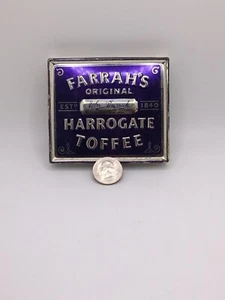 FARRAH'S
ORIGINAL
ESTD 1840
HARROGATE
TOFFEE